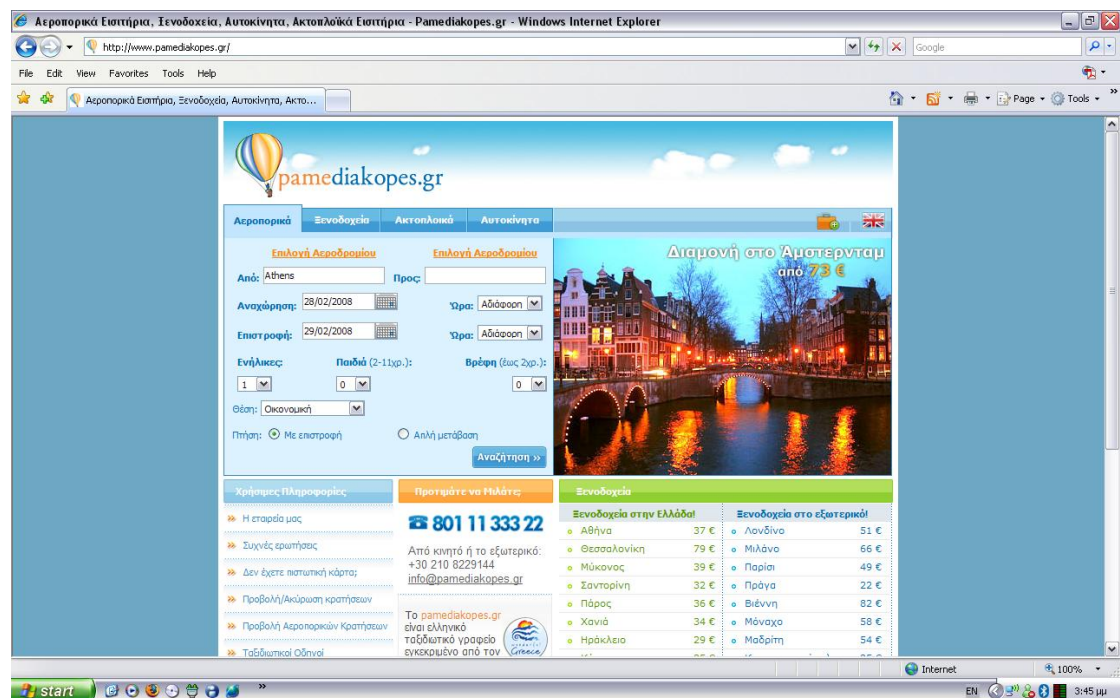 Αεροπορικά Εισιτήρια, Ξενοδοχεία, Αυτοκίνητα, Ακτοπλοϊκά Εισιτήρια - Pamediakopes.gr - Windows Internet Explorer
http://www.pamediakopes.gr/
Google
File Edit View Favorites Tools Help
Αεροπορικά Εισιτήρια, Ξενοδοχεία, Αυτοκίνητα, Ακτο...
Page Tools
pamediakopes.gr
Αεροπορικά Ξενοδοχεία Ακτοπλοικά Αυτοκίνητα
Επιλογή Αεροδρομίου Επιλογή Αεροδρομίου
Από: Athens Προς:
Αναχώρηση: 28/02/2008 Ώρα: Αδιάφορη
Επιστροφή: 29/02/2008 Ώρα: Αδιάφορη
Ενήλικες: Παιδιά (2-11χρ.): Βρέφη (έως 2χρ.):
1 0 0
Θέση: Οικονομική
Πτήση: Με επιστροφή Απλή μετάβαση
Αναζήτηση »
Διαμονή στο Άμστερνταμ
από 73 €
Χρήσιμες Πληροφορίες
Η εταιρεία μας
Συχνές ερωτήσεις
Δεν έχετε πιστωτική κάρτα;
Προβολή/Ακύρωση κρατήσεων
Προβολή Αεροπορικών Κρατήσεων
Ταξιδιωτικοί Οδηγοί
Προτιμάτε να Μιλάτε;
801 11 333 22
Από κινητό ή το εξωτερικό:
+30 210 8229144
info@pamediakopes.gr
Το pamediakopes.gr
είναι ελληνικό
ταξιδιωτικό γραφείο
εγκεκριμένο από τον
Greece
Ξενοδοχεία
Ξενοδοχεία στην Ελλάδα!
Αθήνα 37 €
Θεσσαλονίκη 79 €
Μύκονος 39 €
Σαντορίνη 32 €
Πάρος 36 €
Χανιά 34 €
Ηράκλειο 29 €
Ξενοδοχεία στο εξωτερικό!
Λονδίνο 51 €
Μιλάνο 66 €
Παρίσι 49 €
Πράγα 22 €
Βιέννη 82 €
Μόναχο 58 €
Μαδρίτη 54 €
Internet 100%
start EN 3:45 μμ